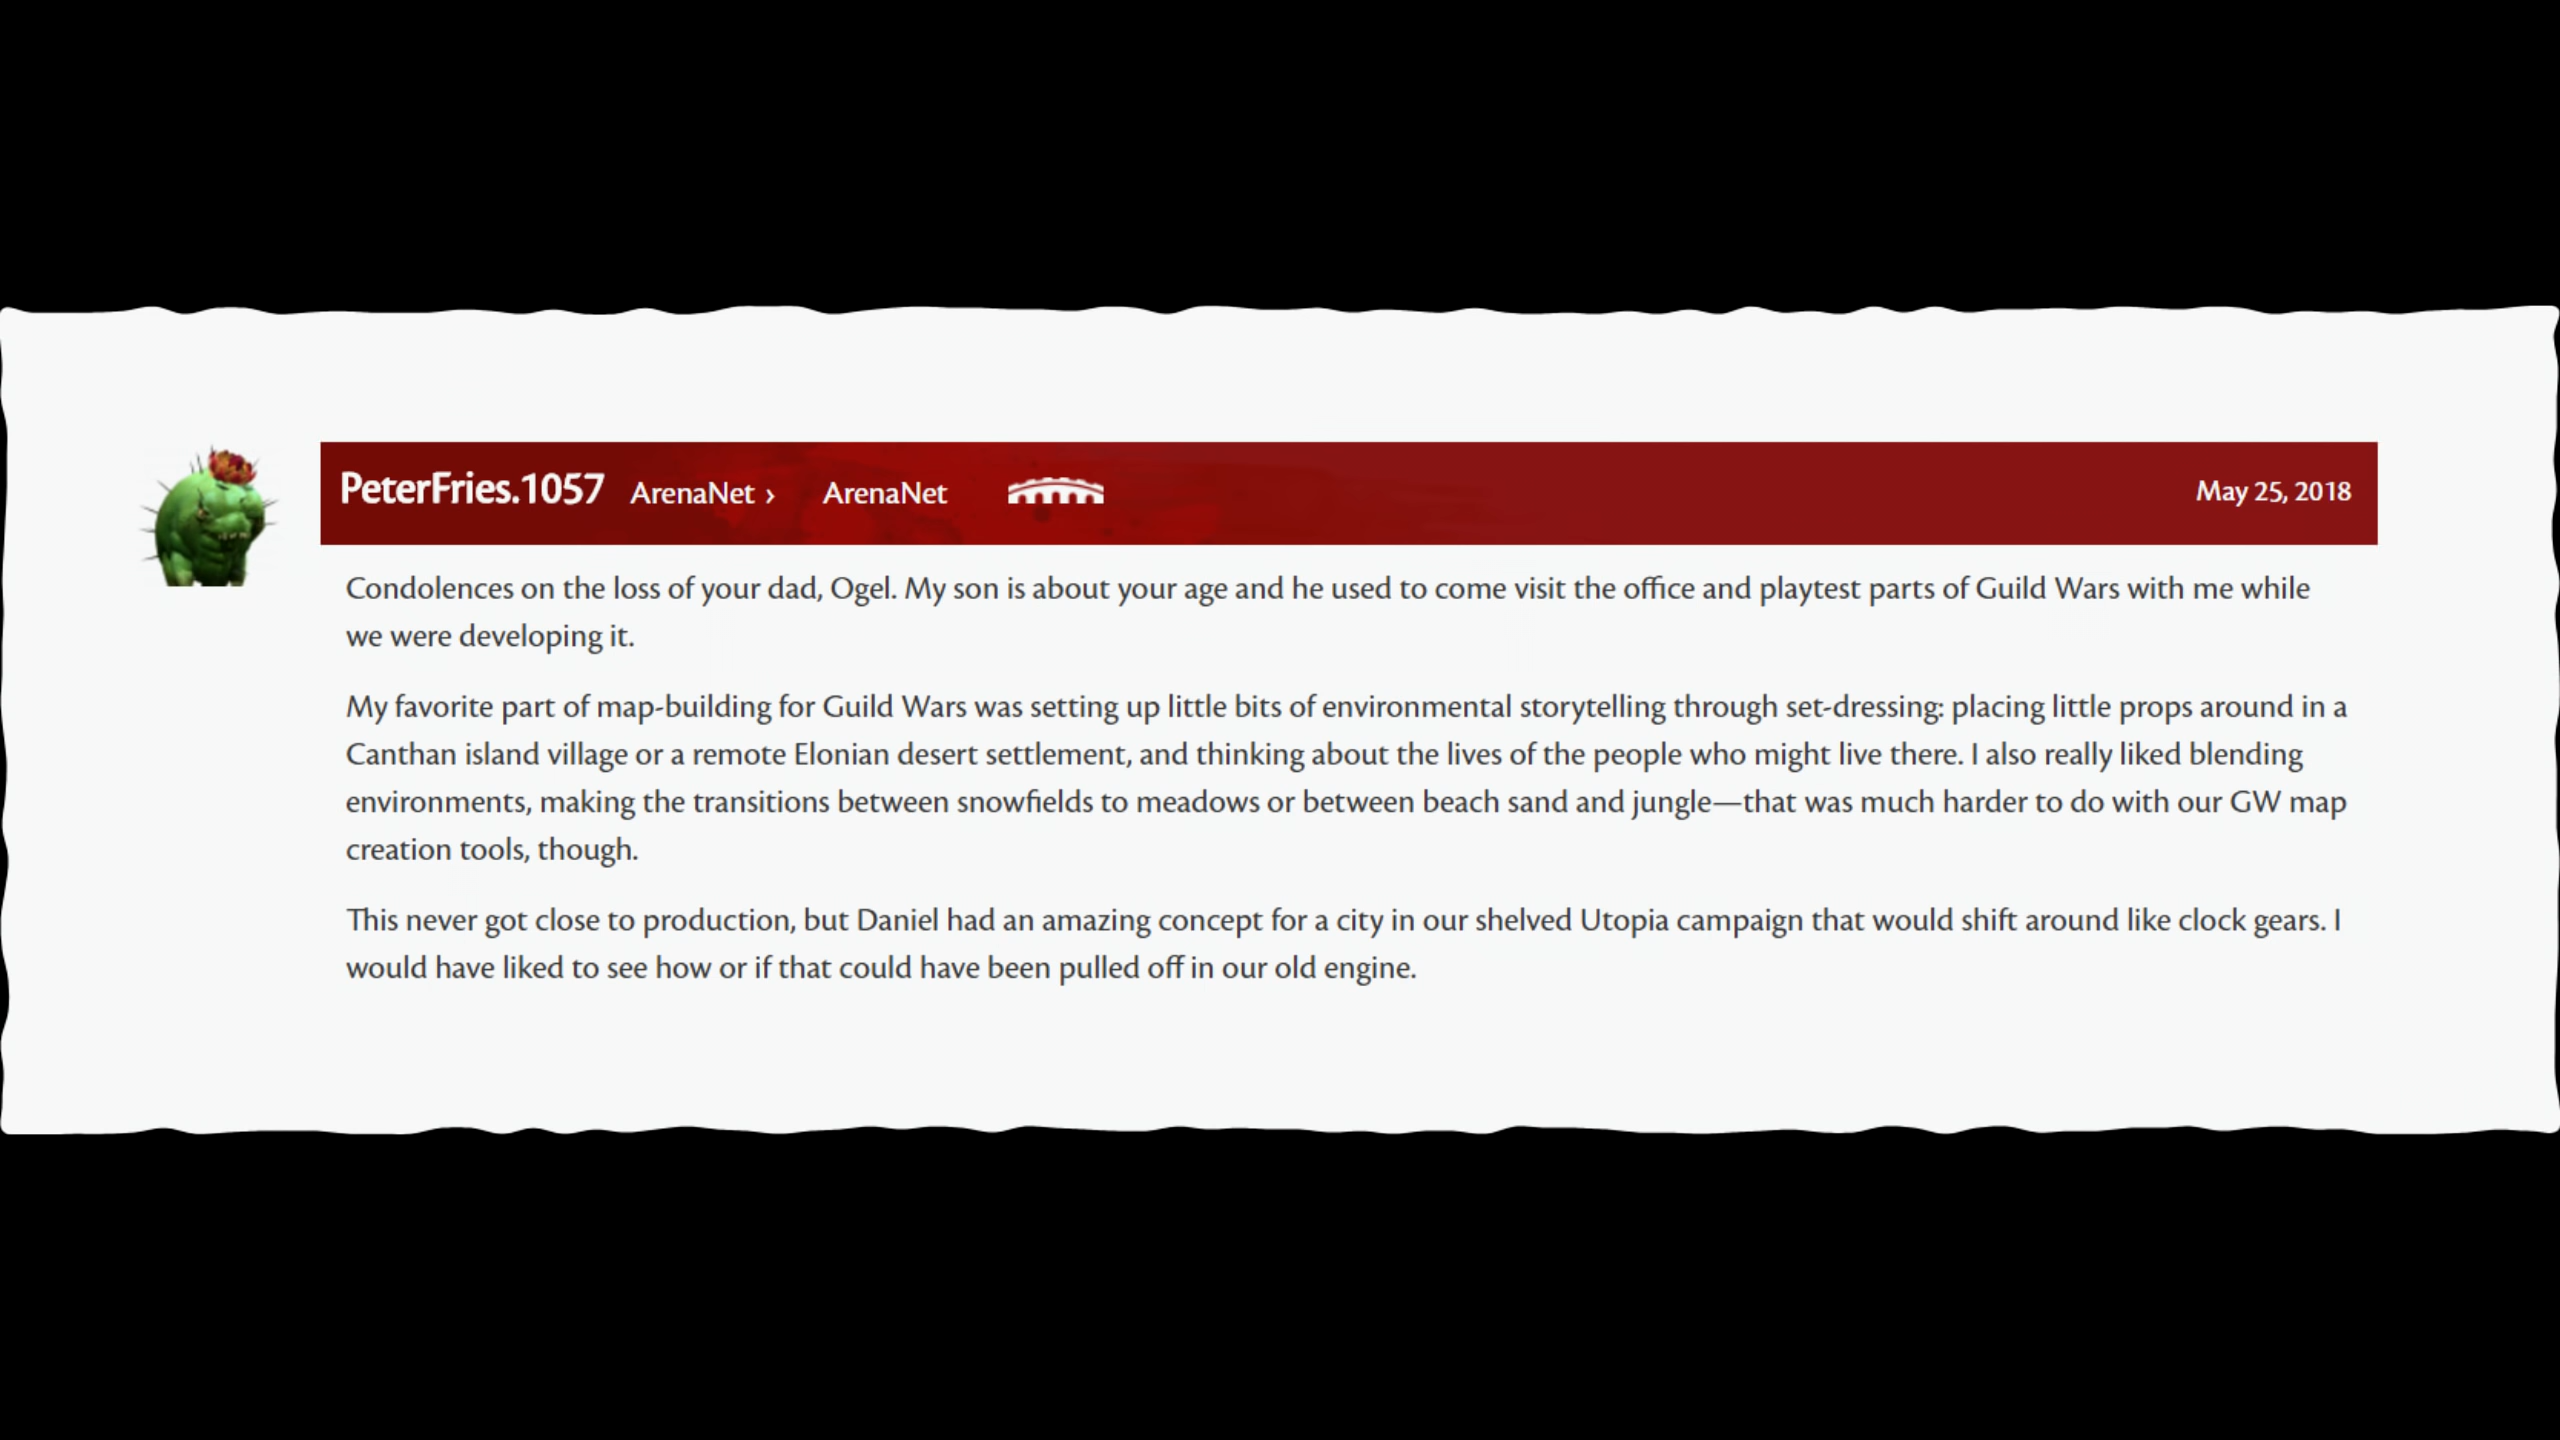 PeterFries.1057 ArenaNet › ArenaNet May 25, 2018
Condolences on the loss of your dad, Ogel. My son is about your age and he used to come visit the office and playtest parts of Guild Wars with me while
we were developing it.
My favorite part of map-building for Guild Wars was setting up little bits of environmental storytelling through set-dressing: placing little props around in a
Canthan island village or a remote Elonian desert settlement, and thinking about the lives of the people who might live there. I also really liked blending
environments, making the transitions between snowfields to meadows or between beach sand and jungle—that was much harder to do with our GW map
creation tools, though.
This never got close to production, but Daniel had an amazing concept for a city in our shelved Utopia campaign that would shift around like clock gears. I
would have liked to see how or if that could have been pulled off in our old engine.